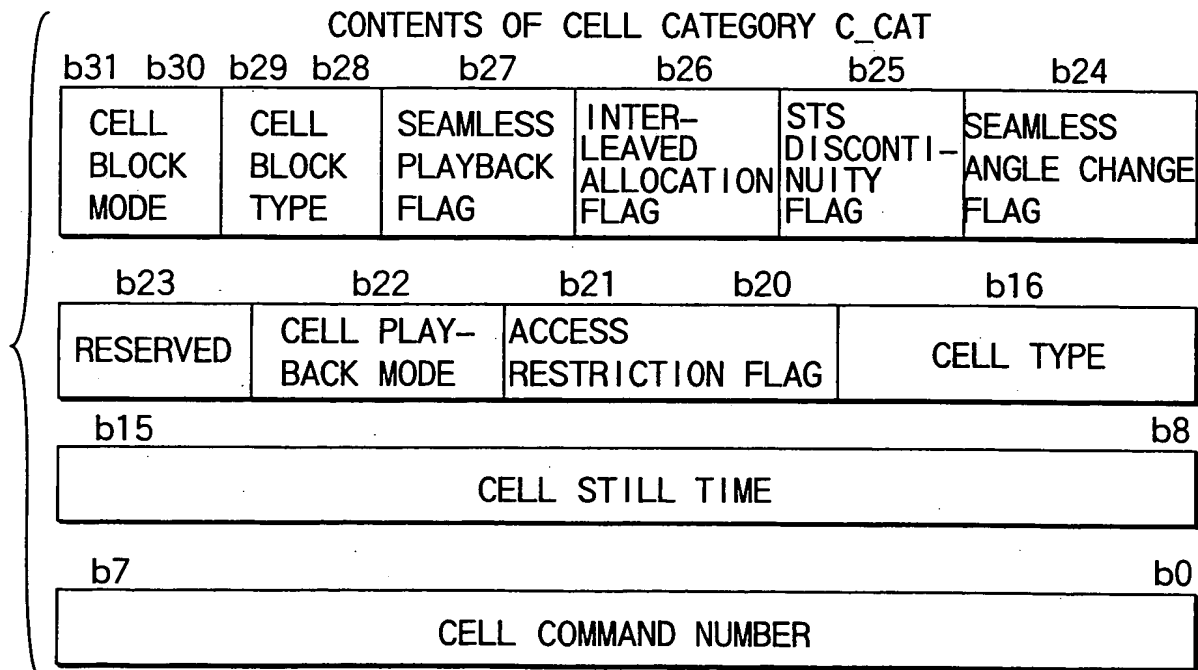 CONTENTS OF CELL CATEGORY C_CAT
b31 b30 b29 b28 b27 b26 b25 b24
CELL
BLOCK
MODE
CELL
BLOCK
TYPE
SEAMLESS
PLAYBACK
FLAG
INTER-
LEAVED
ALLOCATION
FLAG
STS
DISCONTI-
NUITY
FLAG
SEAMLESS
ANGLE CHANGE
FLAG
b23 b22 b21 b20 b16
RESERVED
CELL PLAY-
BACK MODE
ACCESS
RESTRICTION FLAG
CELL TYPE
b15 b8
CELL STILL TIME
b7 b0
CELL COMMAND NUMBER